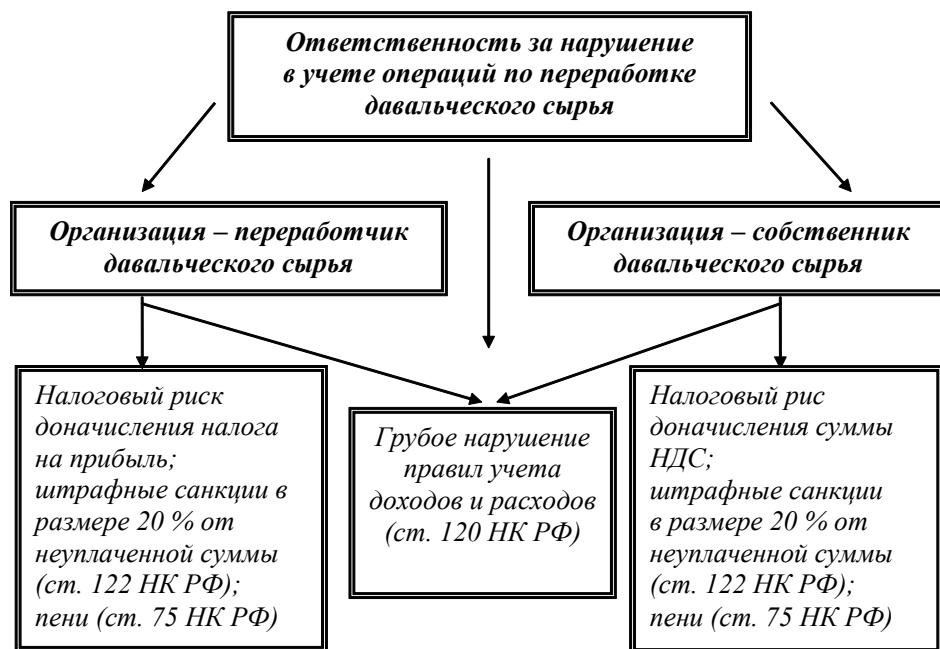 Ответственность за нарушение
в учете операций по переработке
давальческого сырья
Организация – переработчик
давальческого сырья
Организация – собственник
давальческого сырья
Налоговый риск
доначисления налога
на прибыль;
штрафные санкции в
размере 20 % от
неуплаченной суммы
(ст. 122 НК РФ);
пени (ст. 75 НК РФ)
Грубое нарушение
правил учета
доходов и расходов
(ст. 120 НК РФ)
Налоговый рис
доначисления суммы
НДС;
штрафные санкции
в размере 20 % от
неуплаченной суммы
(ст. 122 НК РФ);
пени (ст. 75 НК РФ)